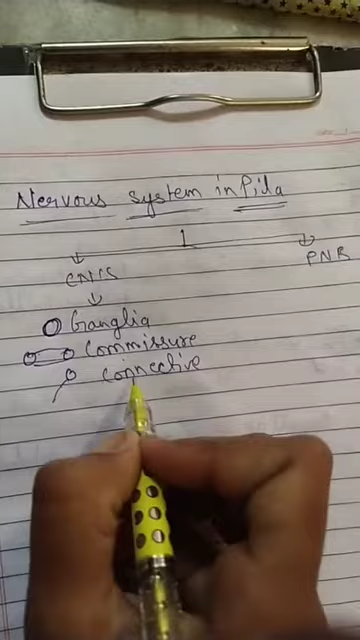 Nervous system in Pila
CNS
PNS
Ganglia
Commissure
Connective